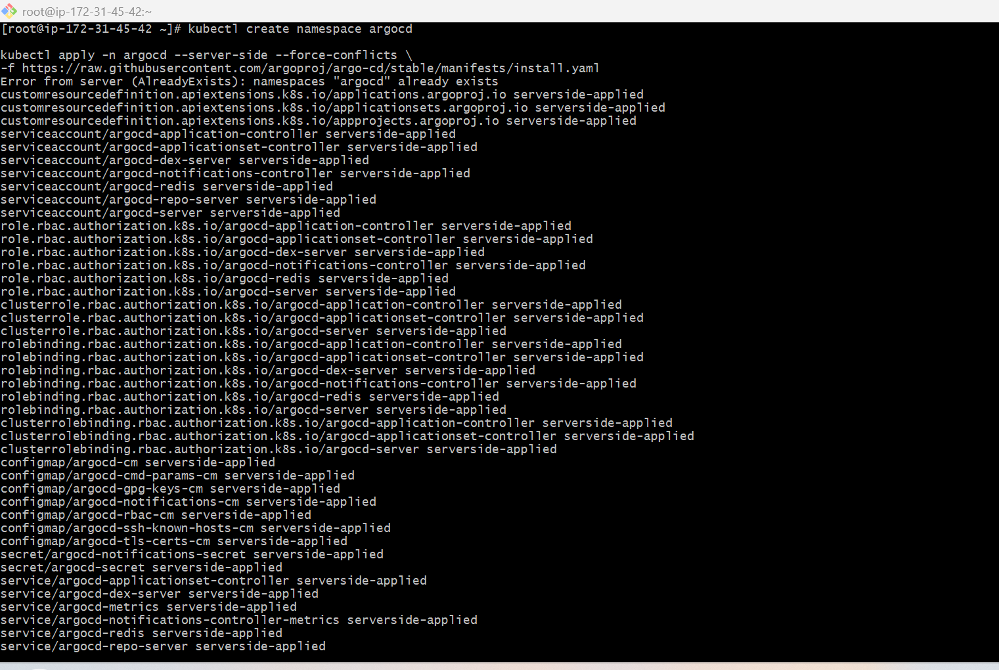 root@ip-172-31-45-42:~
[root@ip-172-31-45-42 ~]# kubectl create namespace argocd
kubectl apply -n argocd --server-side --force-conflicts \
-f https://raw.githubusercontent.com/argoproj/argo-cd/stable/manifests/install.yaml
Error from server (AlreadyExists): namespaces "argocd" already exists
customresourcedefinition.apiextensions.k8s.io/applications.argoproj.io serverside-applied
customresourcedefinition.apiextensions.k8s.io/applicationsets.argoproj.io serverside-applied
customresourcedefinition.apiextensions.k8s.io/appprojects.argoproj.io serverside-applied
serviceaccount/argocd-application-controller serverside-applied
serviceaccount/argocd-applicationset-controller serverside-applied
serviceaccount/argocd-dex-server serverside-applied
serviceaccount/argocd-notifications-controller serverside-applied
serviceaccount/argocd-redis serverside-applied
serviceaccount/argocd-repo-server serverside-applied
serviceaccount/argocd-server serverside-applied
role.rbac.authorization.k8s.io/argocd-application-controller serverside-applied
role.rbac.authorization.k8s.io/argocd-applicationset-controller serverside-applied
role.rbac.authorization.k8s.io/argocd-dex-server serverside-applied
role.rbac.authorization.k8s.io/argocd-notifications-controller serverside-applied
role.rbac.authorization.k8s.io/argocd-redis serverside-applied
role.rbac.authorization.k8s.io/argocd-server serverside-applied
clusterrole.rbac.authorization.k8s.io/argocd-application-controller serverside-applied
clusterrole.rbac.authorization.k8s.io/argocd-applicationset-controller serverside-applied
clusterrole.rbac.authorization.k8s.io/argocd-server serverside-applied
rolebinding.rbac.authorization.k8s.io/argocd-application-controller serverside-applied
rolebinding.rbac.authorization.k8s.io/argocd-applicationset-controller serverside-applied
rolebinding.rbac.authorization.k8s.io/argocd-dex-server serverside-applied
rolebinding.rbac.authorization.k8s.io/argocd-notifications-controller serverside-applied
rolebinding.rbac.authorization.k8s.io/argocd-redis serverside-applied
rolebinding.rbac.authorization.k8s.io/argocd-server serverside-applied
clusterrolebinding.rbac.authorization.k8s.io/argocd-application-controller serverside-applied
clusterrolebinding.rbac.authorization.k8s.io/argocd-applicationset-controller serverside-applied
clusterrolebinding.rbac.authorization.k8s.io/argocd-server serverside-applied
configmap/argocd-cm serverside-applied
configmap/argocd-cmd-params-cm serverside-applied
configmap/argocd-gpg-keys-cm serverside-applied
configmap/argocd-notifications-cm serverside-applied
configmap/argocd-rbac-cm serverside-applied
configmap/argocd-ssh-known-hosts-cm serverside-applied
configmap/argocd-tls-certs-cm serverside-applied
secret/argocd-notifications-secret serverside-applied
secret/argocd-secret serverside-applied
service/argocd-applicationset-controller serverside-applied
service/argocd-dex-server serverside-applied
service/argocd-metrics serverside-applied
service/argocd-notifications-controller-metrics serverside-applied
service/argocd-redis serverside-applied
service/argocd-repo-server serverside-applied